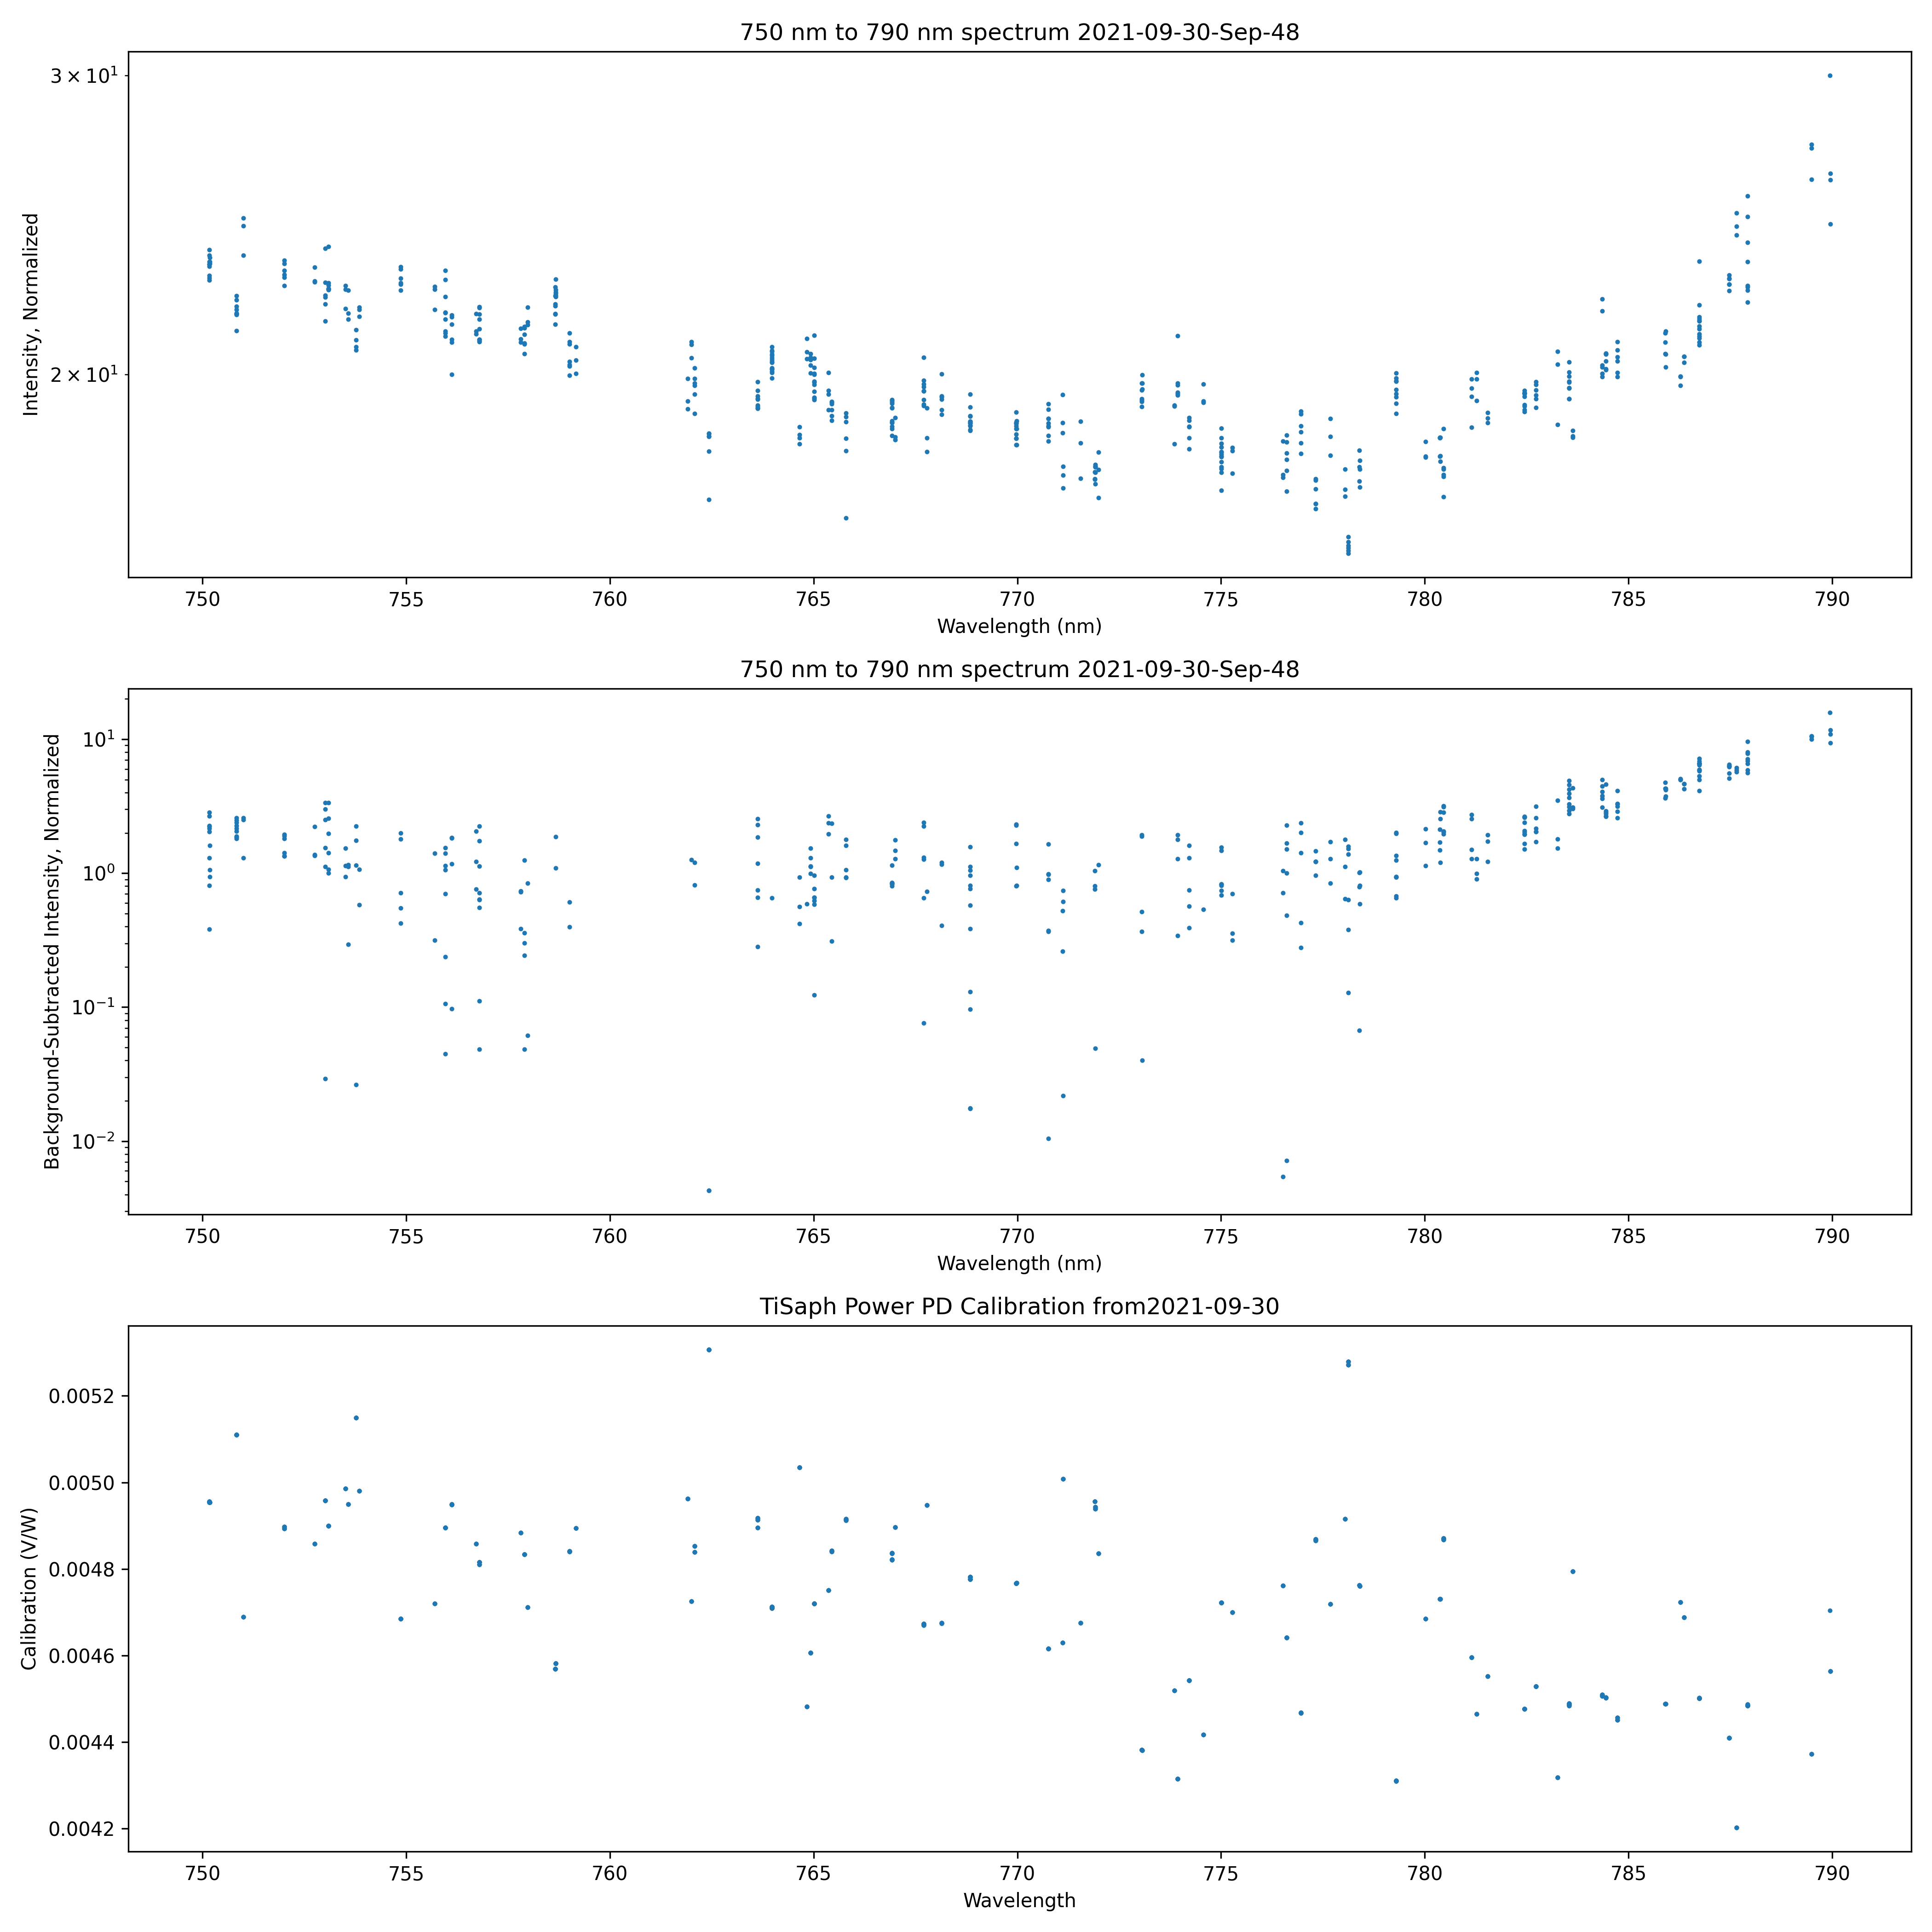 750 nm to 790 nm spectrum 2021-09-30-Sep-48
Intensity, Normalized
3 × 10¹
2 × 10¹
750 755 760 765 770 775 780 785 790
Wavelength (nm)
750 nm to 790 nm spectrum 2021-09-30-Sep-48
Background-Subtracted Intensity, Normalized
10¹
10⁰
10⁻¹
10⁻²
750 755 760 765 770 775 780 785 790
Wavelength (nm)
TiSaph Power PD Calibration from2021-09-30
Calibration (V/W)
0.0052
0.0050
0.0048
0.0046
0.0044
0.0042
750 755 760 765 770 775 780 785 790
Wavelength